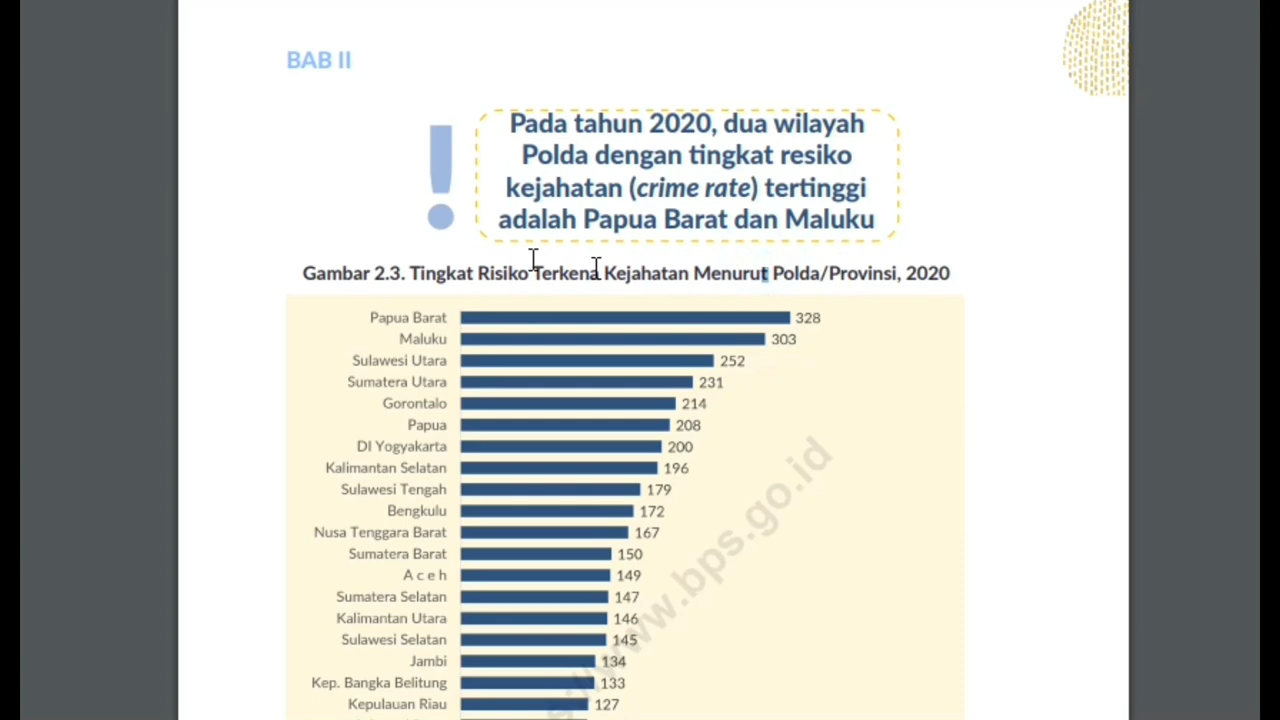 BAB II
!
Pada tahun 2020, dua wilayah
Polda dengan tingkat resiko
kejahatan (crime rate) tertinggi
adalah Papua Barat dan Maluku
Gambar 2.3. Tingkat Risiko Terkena Kejahatan Menurut Polda/Provinsi, 2020
Papua Barat 328
Maluku 303
Sulawesi Utara 252
Sumatera Utara 231
Gorontalo 214
Papua 208
DI Yogyakarta 200
Kalimantan Selatan 196
Sulawesi Tengah 179
Bengkulu 172
Nusa Tenggara Barat 167
Sumatera Barat 150
A c e h 149
Sumatera Selatan 147
Kalimantan Utara 146
Sulawesi Selatan 145
Jambi 134
Kep. Bangka Belitung 133
Kepulauan Riau 127
s://www.bps.go.id